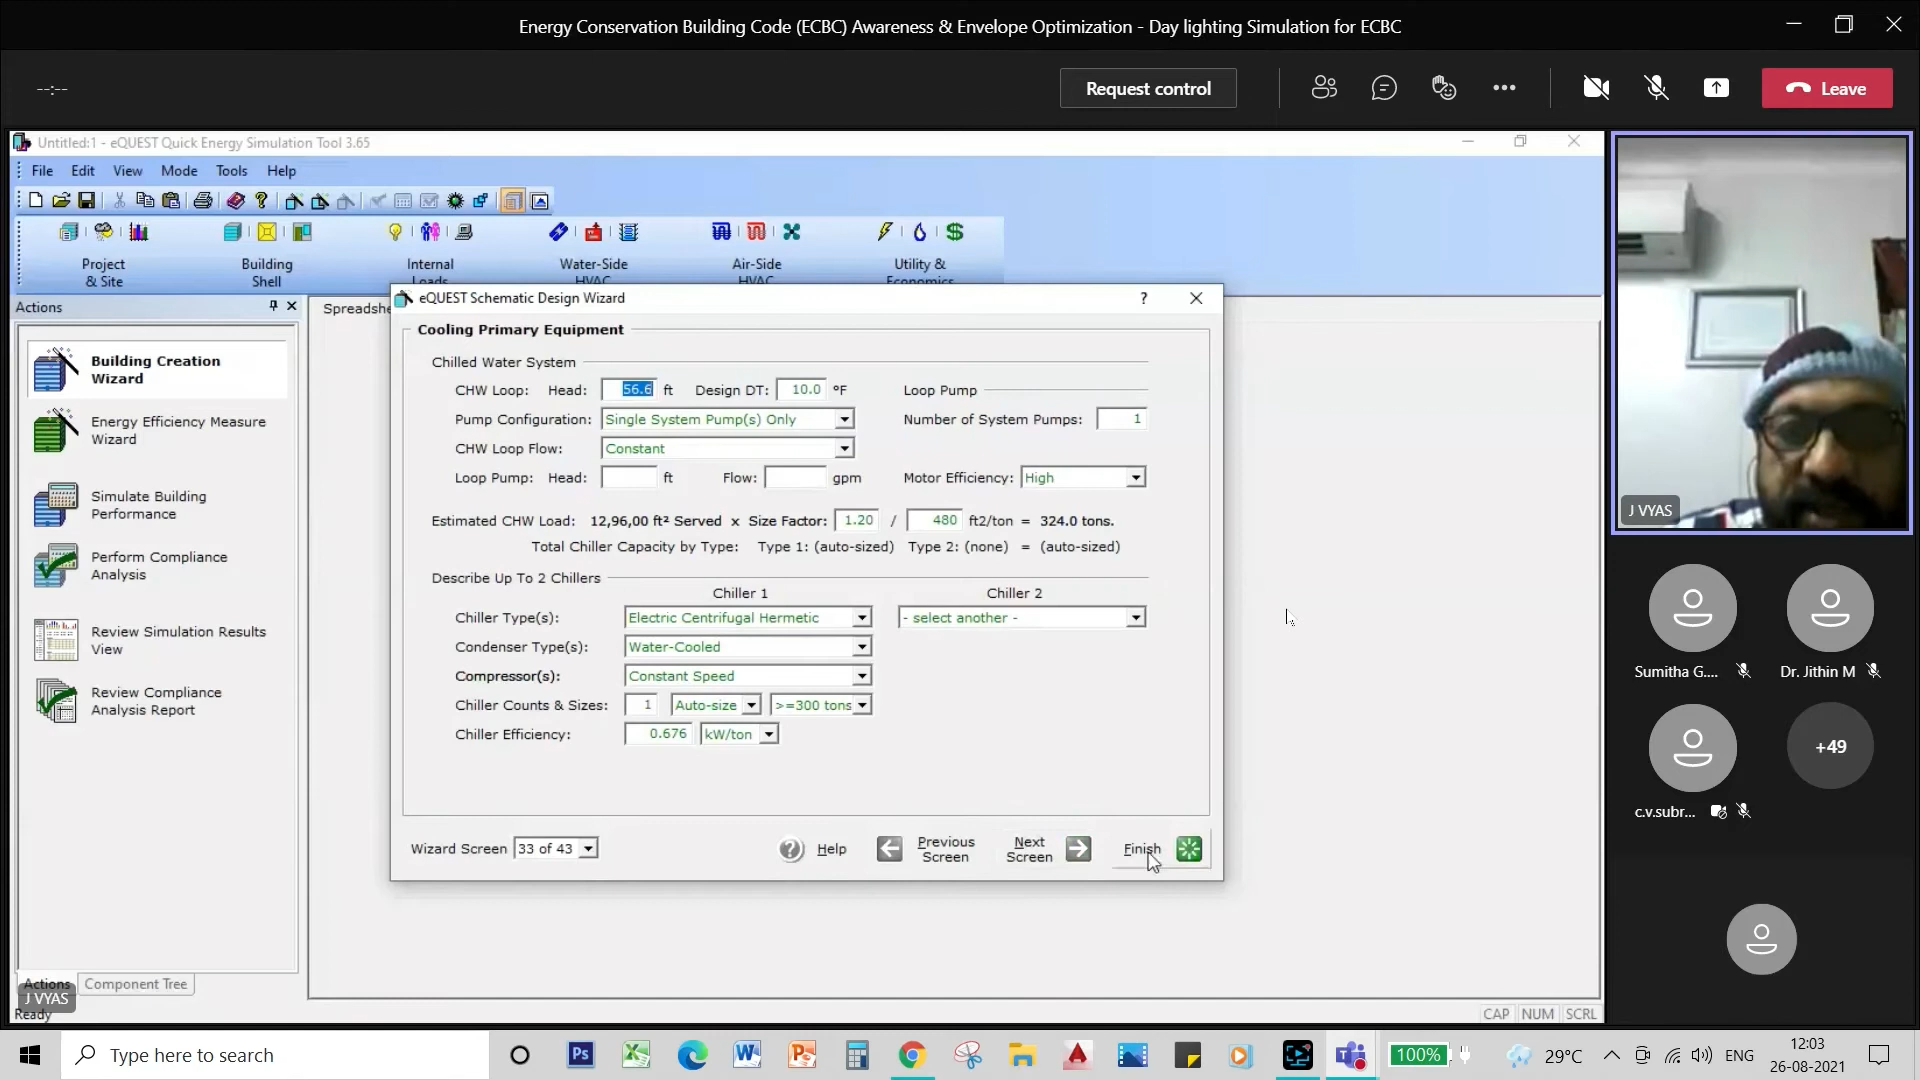 Energy Conservation Building Code (ECBC) Awareness & Envelope Optimization - Day lighting Simulation for ECBC
--:--
Request control
Leave
Untitled:1 - eQUEST Quick Energy Simulation Tool 3.65
File Edit View Mode Tools Help
Project & Site
Building Shell
Internal Loads
Water-Side HVAC
Air-Side HVAC
Utility & Economics
Actions
Spreadshe
Building Creation Wizard
Energy Efficiency Measure Wizard
Simulate Building Performance
Perform Compliance Analysis
Review Simulation Results View
Review Compliance Analysis Report
eQUEST Schematic Design Wizard
?
Cooling Primary Equipment
Chilled Water System
CHW Loop: Head: 56.6 ft Design DT: 10.0 °F Loop Pump
Pump Configuration: Single System Pump(s) Only Number of System Pumps: 1
CHW Loop Flow: Constant
Loop Pump: Head: ft Flow: gpm Motor Efficiency: High
Estimated CHW Load: 12,96,00 ft² Served x Size Factor: 1.20 / 480 ft2/ton = 324.0 tons.
Total Chiller Capacity by Type: Type 1: (auto-sized) Type 2: (none) = (auto-sized)
Describe Up To 2 Chillers
Chiller 1 Chiller 2
Chiller Type(s): Electric Centrifugal Hermetic - select another -
Condenser Type(s): Water-Cooled
Compressor(s): Constant Speed
Chiller Counts & Sizes: 1 Auto-size >=300 tons
Chiller Efficiency: 0.676 kW/ton
Wizard Screen 33 of 43 Help Previous Screen Next Screen Finish
Actions Component Tree
J VYAS
Ready
CAP NUM SCRL
J VYAS
Sumitha G....
Dr. Jithin M
c.v.subr...
+49
Type here to search
Ps
100%
29°C
ENG
12:03
26-08-2021